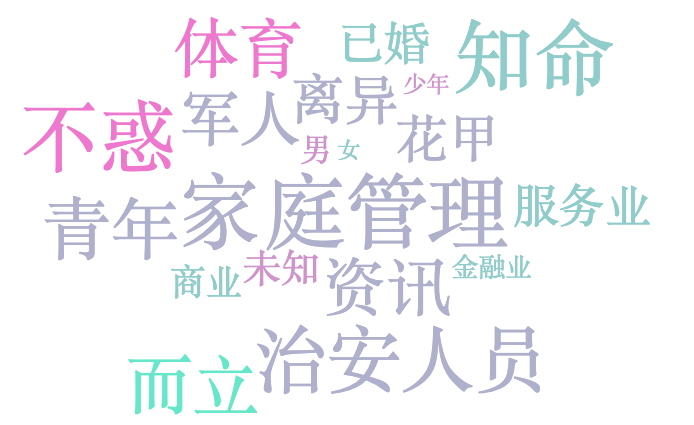 体育
已婚
知命
离异
少年
军人
不惑
花甲
男
女
家庭管理
服务业
青年
未知
资讯
金融业
商业
治安人员
而立